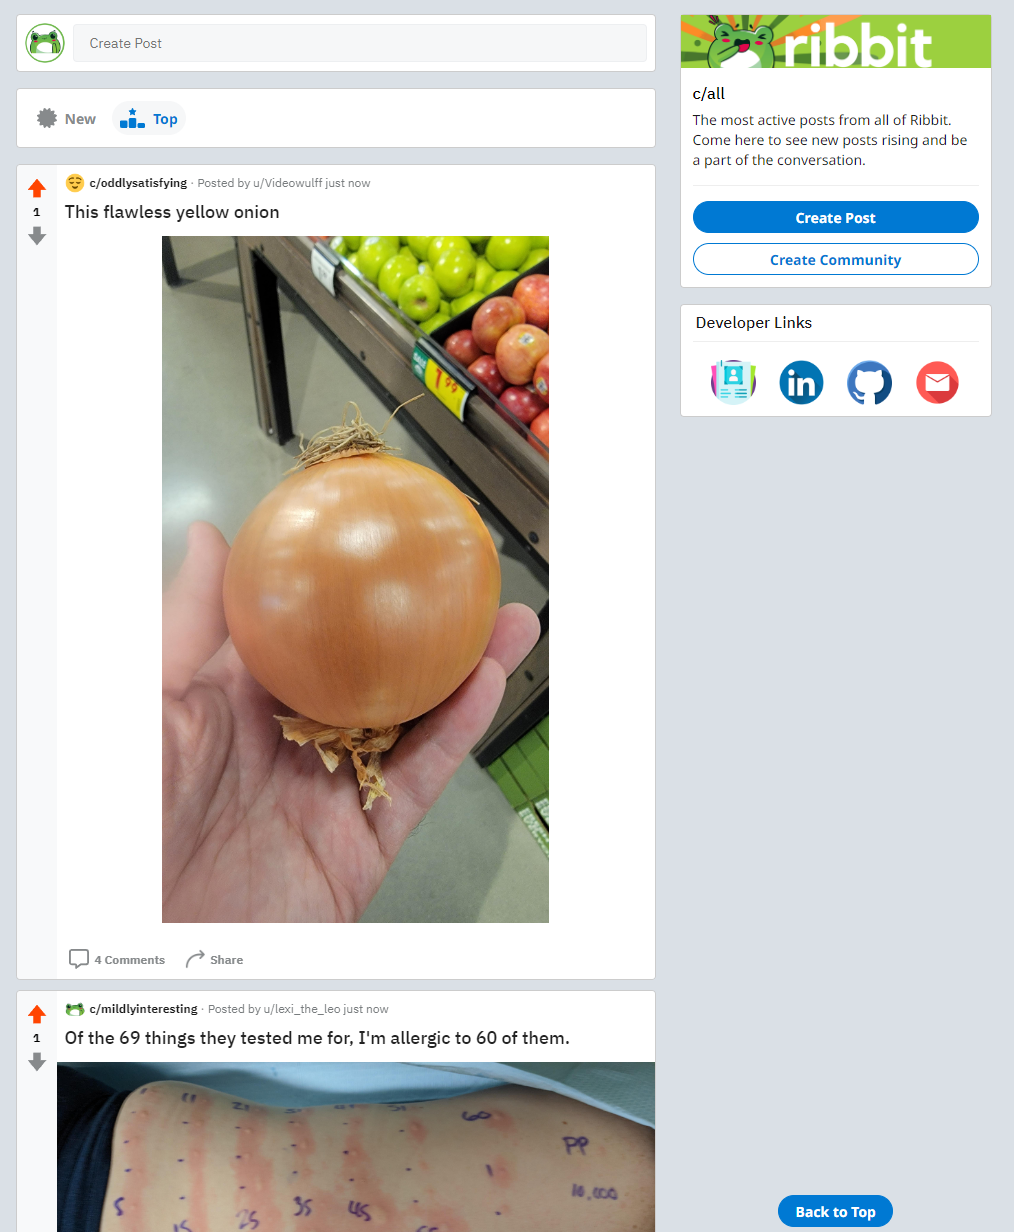 Create Post
New
Top
c/oddlysatisfying · Posted by u/Videowulff just now
1
This flawless yellow onion
4 Comments
Share
c/mildlyinteresting · Posted by u/lexi_the_leo just now
1
Of the 69 things they tested me for, I'm allergic to 60 of them.
60
PP
10,000
5
15
25
35
45
ribbit
c/all
The most active posts from all of Ribbit.
Come here to see new posts rising and be
a part of the conversation.
Create Post
Create Community
Developer Links
in
Back to Top